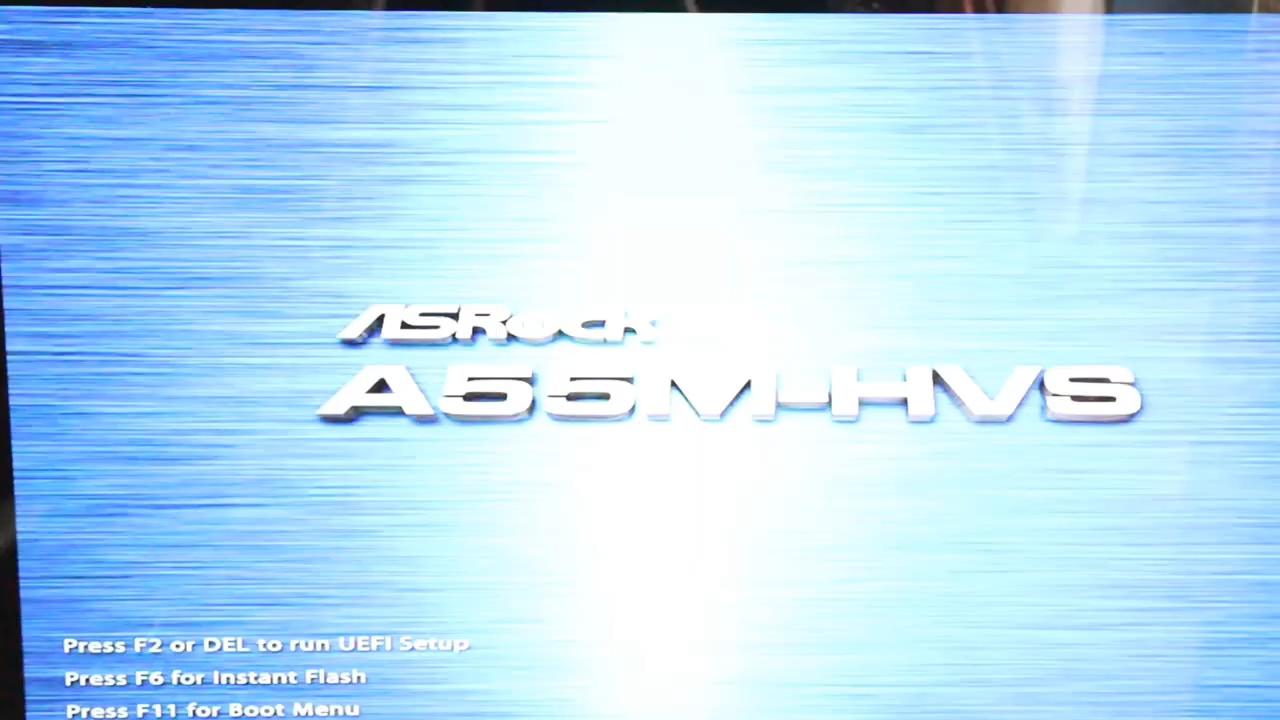 ASRock
A55M-HVS
Press F2 or DEL to run UEFI Setup
Press F6 for Instant Flash
Press F11 for Boot Menu